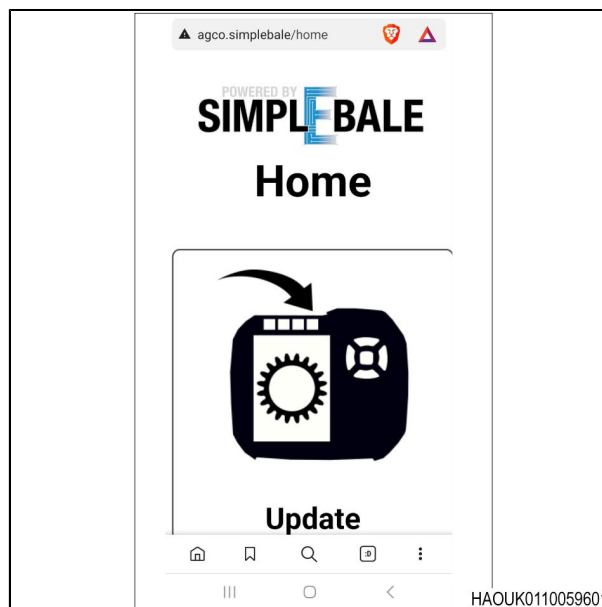 agco.simplebale/home
POWERED BY
SIMPLEBALE
Home
Update
:D
HAOUK011005960